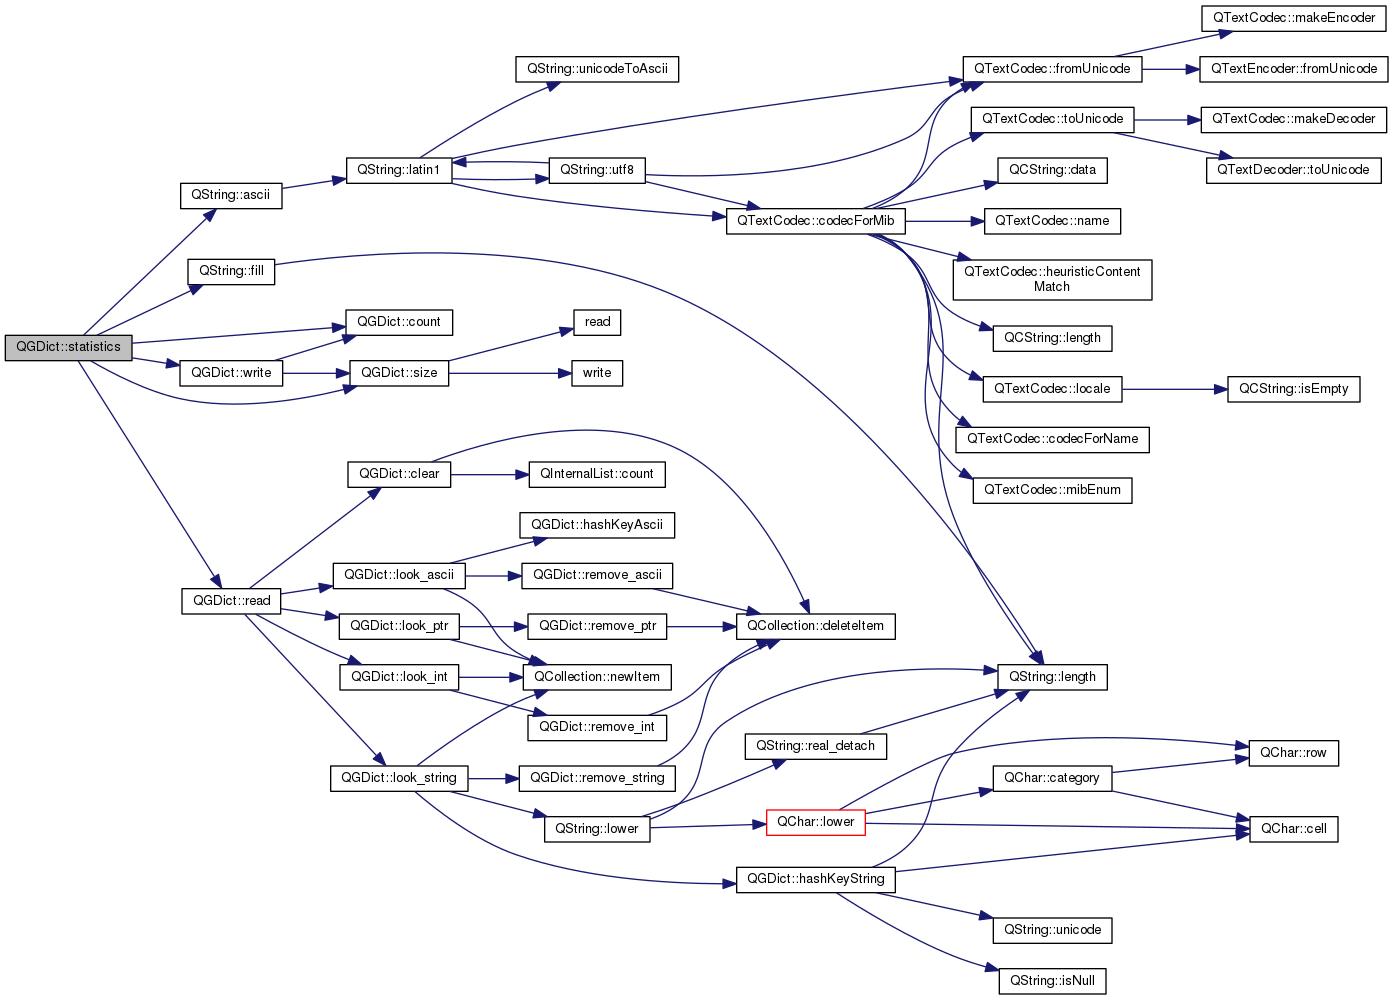 QTextCodec::makeEncoder
QString::unicodeToAscii
QTextCodec::fromUnicode
QTextEncoder::fromUnicode
QTextCodec::toUnicode
QTextCodec::makeDecoder
QString::latin1
QString::utf8
QCString::data
QTextDecoder::toUnicode
QString::ascii
QTextCodec::codecForMib
QTextCodec::name
QString::fill
QTextCodec::heuristicContent
Match
QGDict::count
read
QCString::length
QGDict::statistics
QGDict::write
QGDict::size
write
QTextCodec::locale
QCString::isEmpty
QTextCodec::codecForName
QGDict::clear
QInternalList::count
QTextCodec::mibEnum
QGDict::hashKeyAscii
QGDict::look_ascii
QGDict::remove_ascii
QGDict::read
QGDict::look_ptr
QGDict::remove_ptr
QCollection::deleteItem
QGDict::look_int
QCollection::newItem
QString::length
QGDict::remove_int
QString::real_detach
QChar::row
QGDict::look_string
QGDict::remove_string
QChar::category
QString::lower
QChar::lower
QChar::cell
QGDict::hashKeyString
QString::unicode
QString::isNull